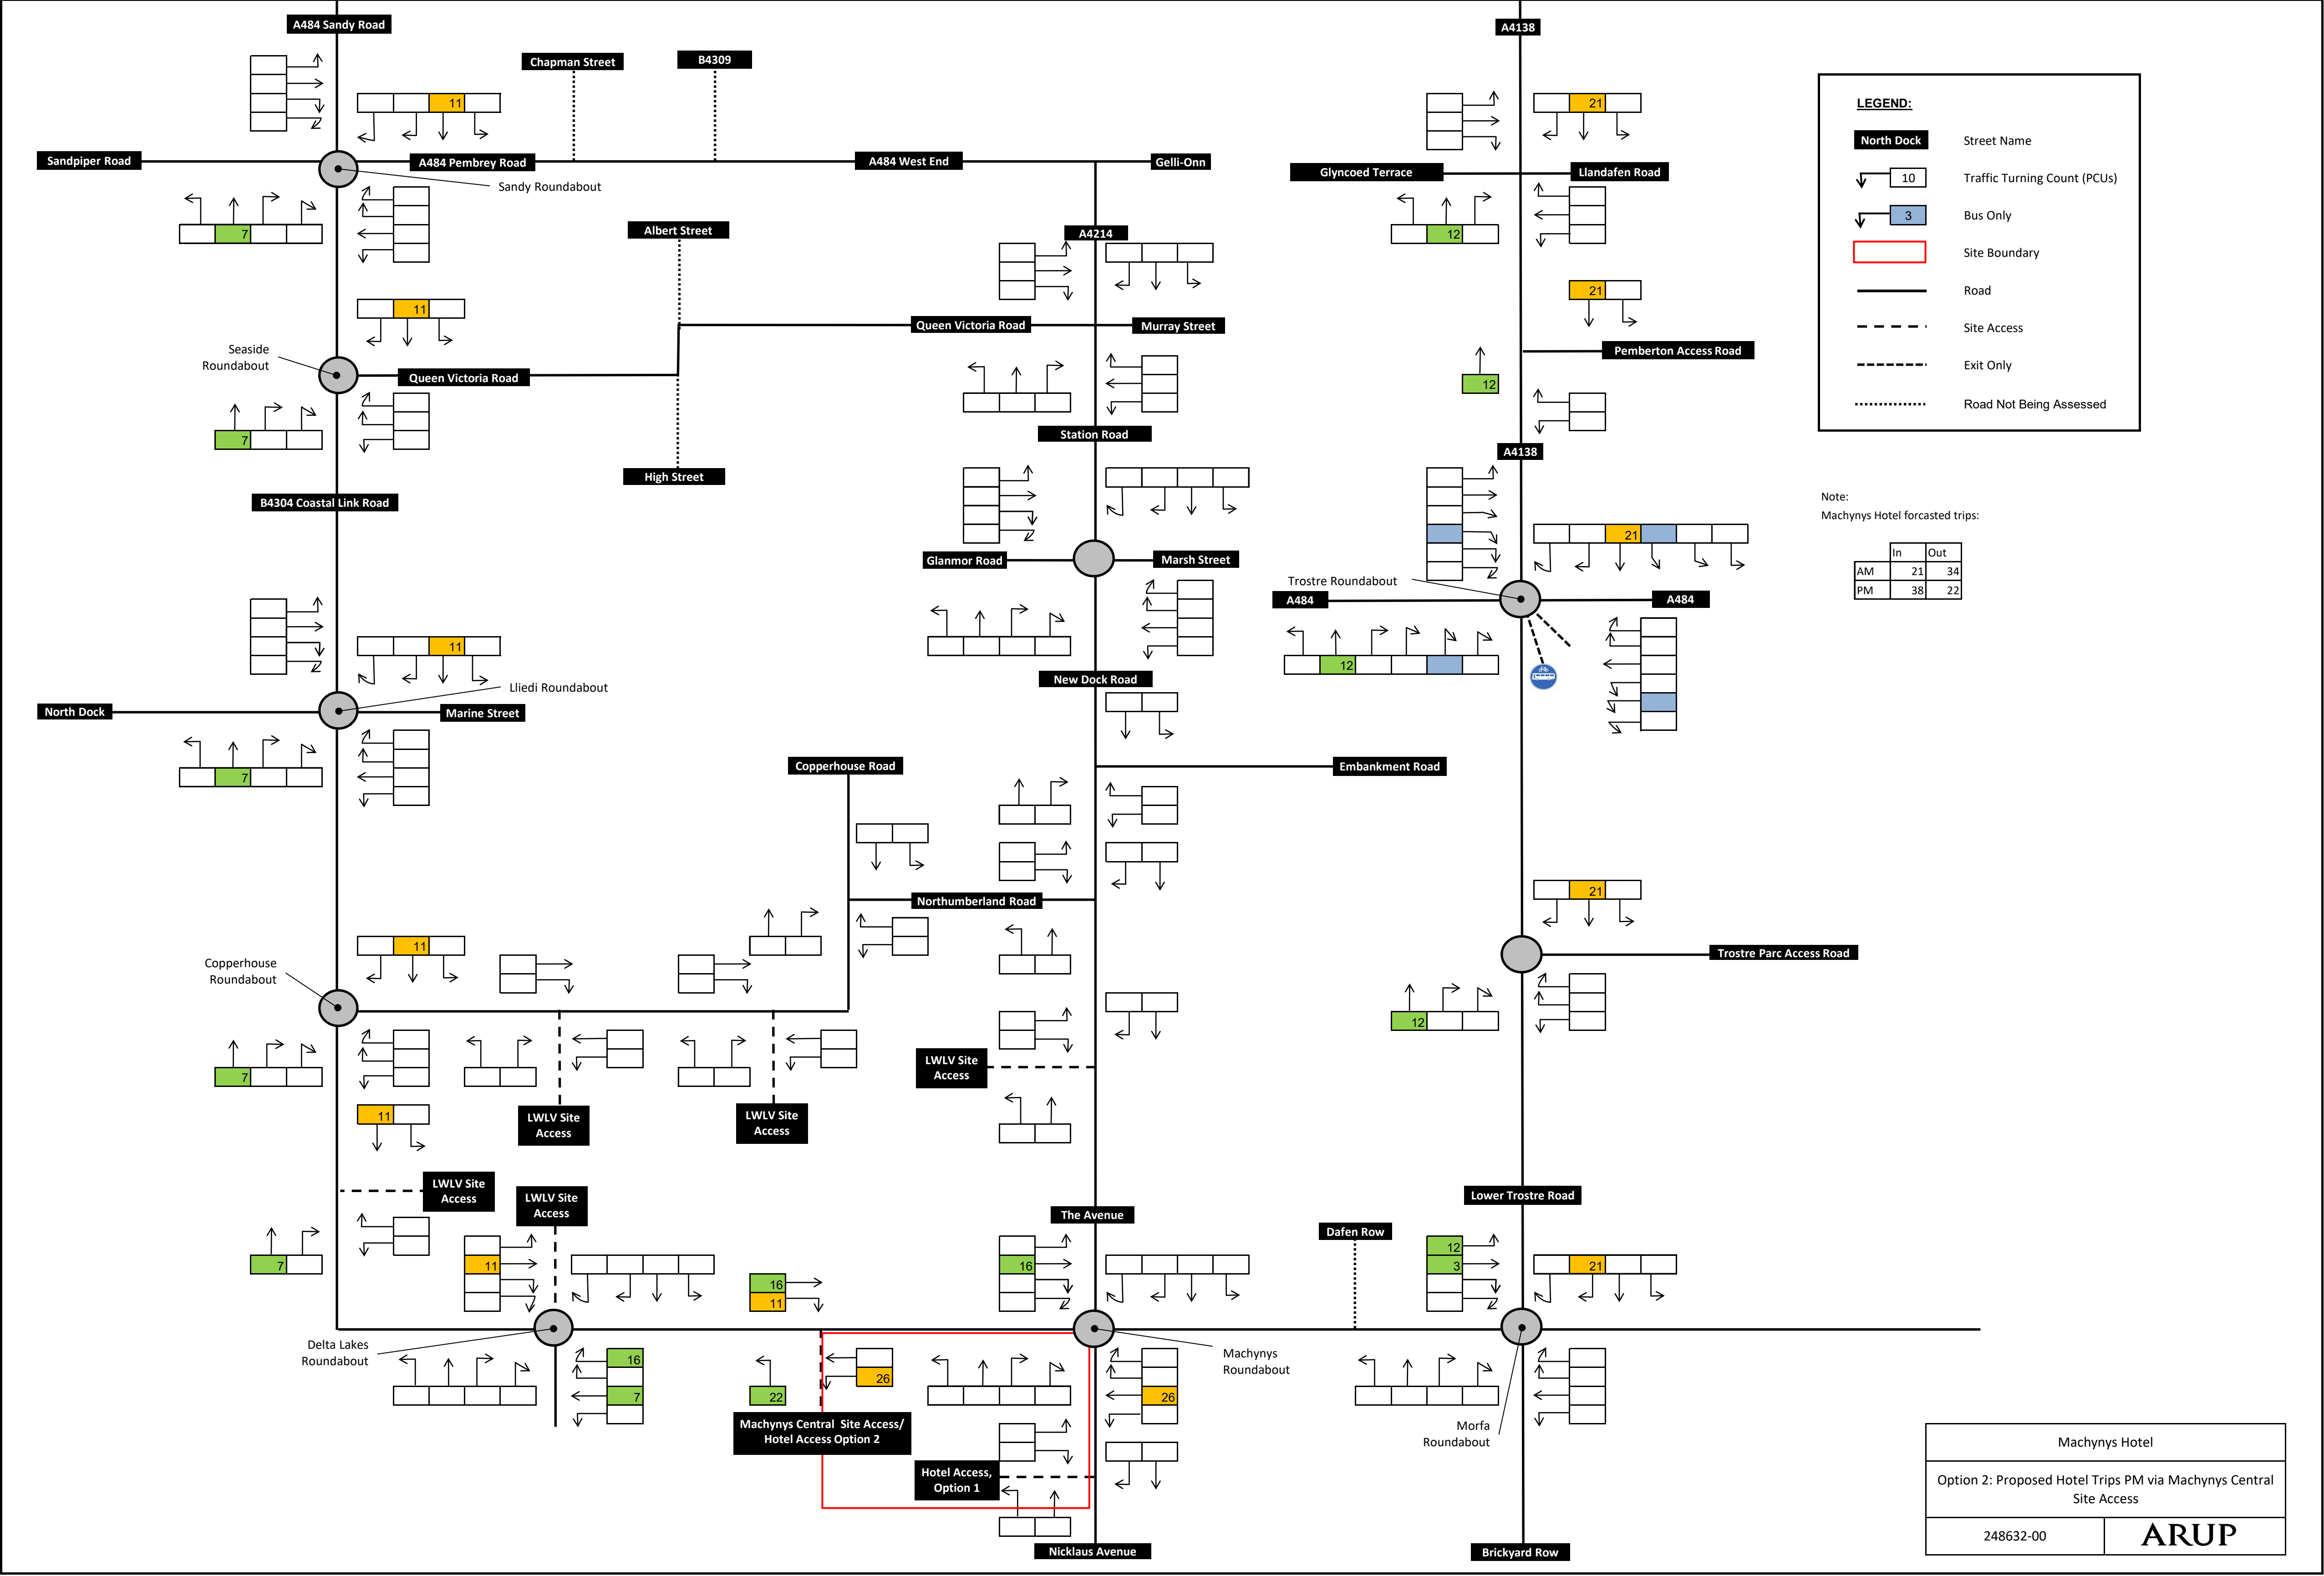 A484 Sandy Road
A4138
Chapman Street
B4309
LEGEND:
11
21
North Dock
Street Name
Sandpiper Road
A484 Pembrey Road
A484 West End
Gelli-Onn
Glyncoed Terrace
Llandafen Road
10
Traffic Turning Count (PCUs)
Sandy Roundabout
3
Bus Only
7
Albert Street
A4214
12
Site Boundary
21
Road
11
Queen Victoria Road
Murray Street
Site Access
Seaside
Roundabout
Pemberton Access Road
Exit Only
Queen Victoria Road
12
Road Not Being Assessed
7
Station Road
A4138
High Street
B4304 Coastal Link Road
Note:
Machynys Hotel forcasted trips:
21
In Out
Glanmor Road
Marsh Street
AM 21 34
Trostre Roundabout
PM 38 22
A484
A484
11
12
Lliedi Roundabout
New Dock Road
North Dock
Marine Street
7
Copperhouse Road
Embankment Road
21
Northumberland Road
11
Copperhouse
Roundabout
Trostre Parc Access Road
12
7
LWLV Site
Access
11
LWLV Site
Access
LWLV Site
Access
LWLV Site
Access
LWLV Site
Access
Lower Trostre Road
The Avenue
Dafen Row
7
11
16
12
3
21
16
11
Delta Lakes
Roundabout
Machynys
Roundabout
16
7
22
26
26
Machynys Central Site Access/
Hotel Access Option 2
Morfa
Roundabout
Hotel Access,
Option 1
Machynys Hotel
Option 2: Proposed Hotel Trips PM via Machynys Central
Site Access
248632-00
ARUP
Nicklaus Avenue
Brickyard Row